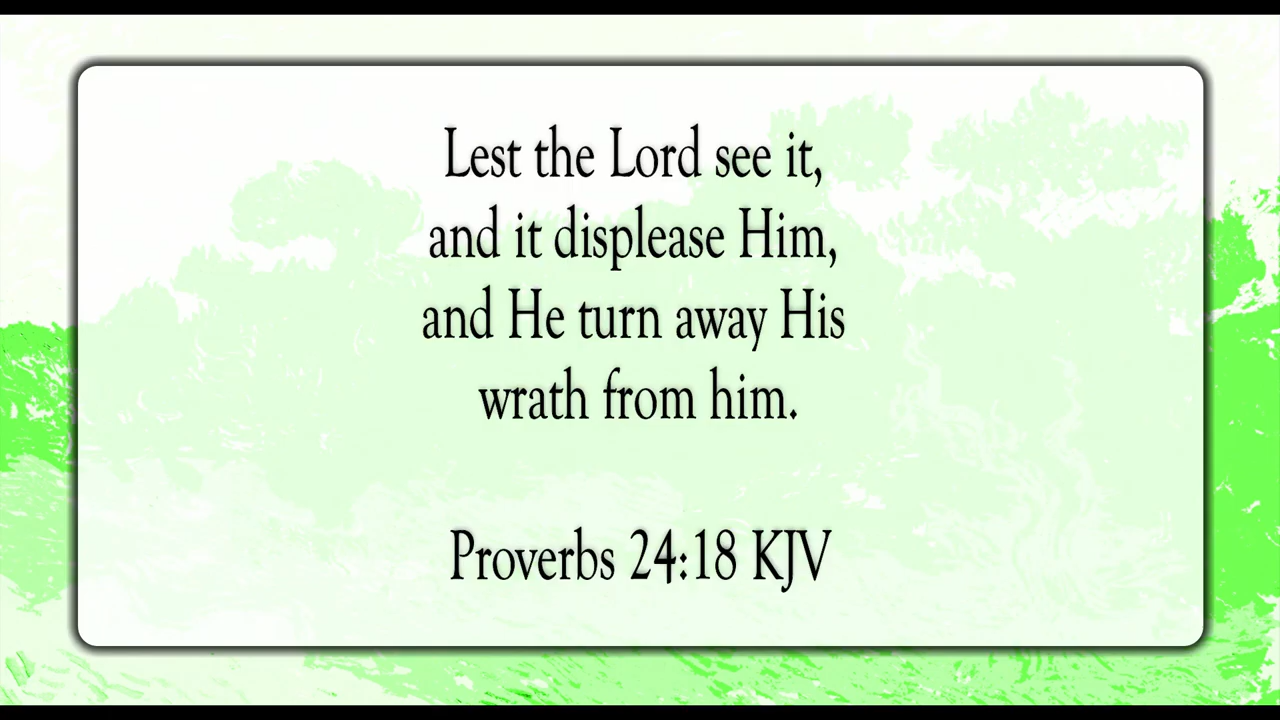 Lest the Lord see it,
and it displease Him,
and He turn away His
wrath from him.
Proverbs 24:18 KJV